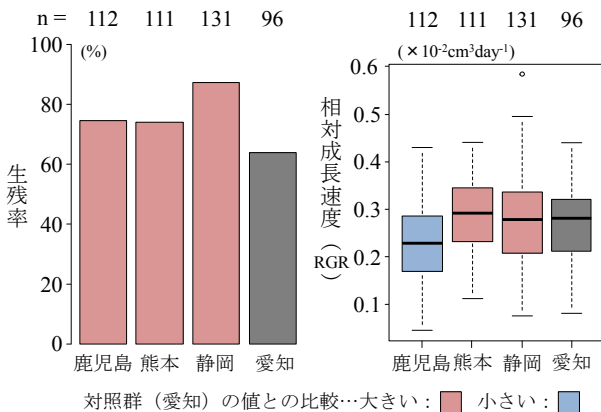 n = 112 111 131 96
100
80
60
40
20
0
(%)
生残率
鹿児島 熊本 静岡 愛知
112 111 131 96
(×10-2cm3day-1)
0.6
0.5
0.4
0.3
0.2
0.1
相対成長速度（RGR）
鹿児島 熊本 静岡 愛知
対照群（愛知）の値との比較…大きい： 小さい：